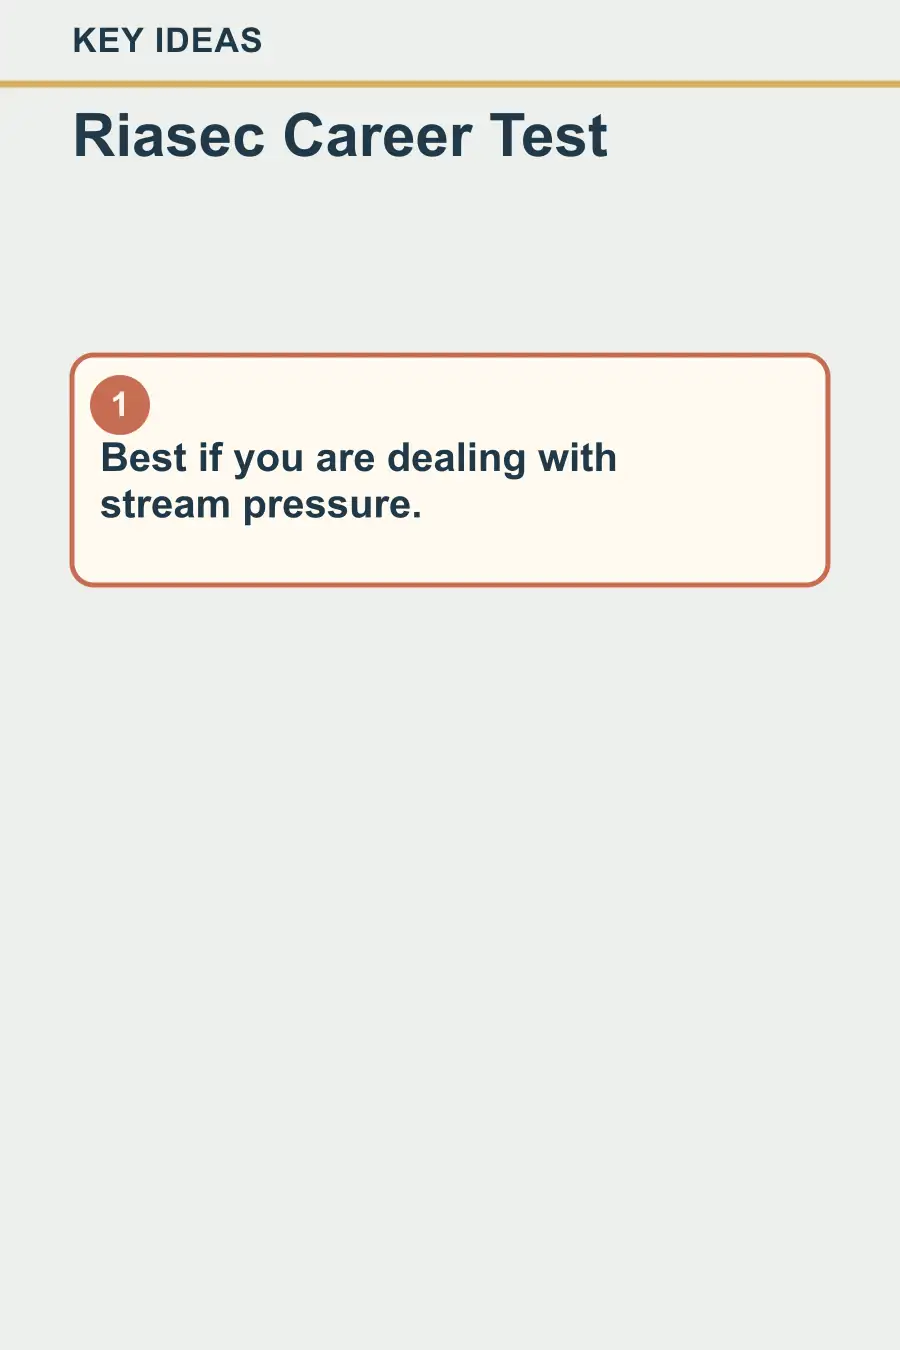 KEY IDEAS
Riasec Career Test
1
Best if you are dealing with
stream pressure.